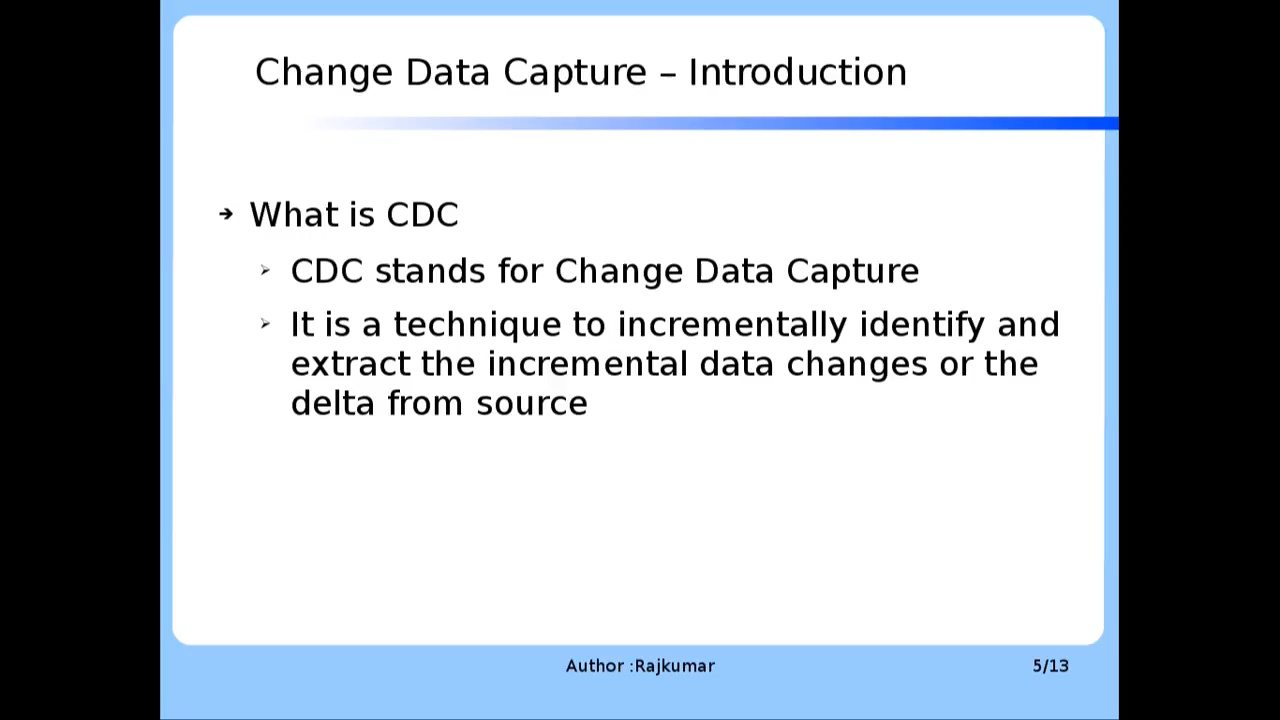 Change Data Capture – Introduction
What is CDC
CDC stands for Change Data Capture
It is a technique to incrementally identify and
extract the incremental data changes or the
delta from source
Author :Rajkumar
5/13